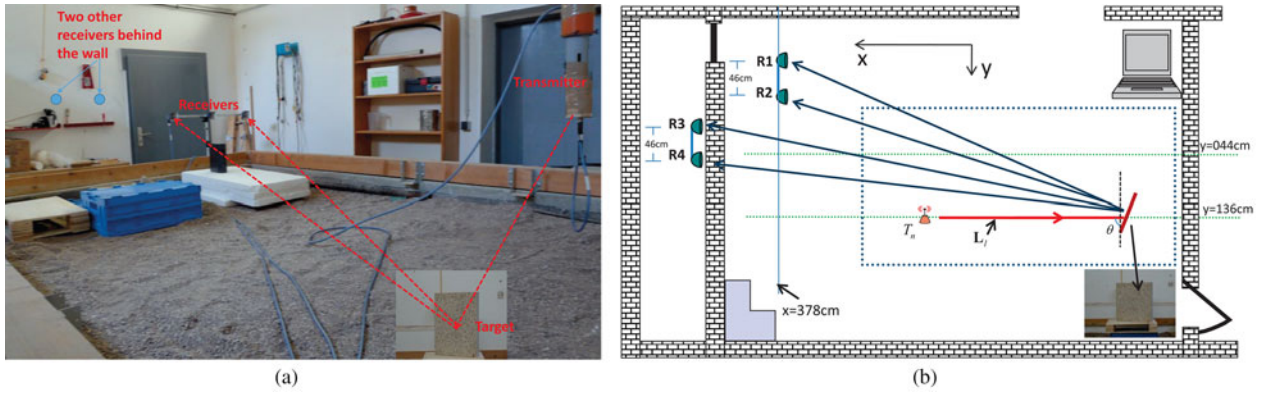 Two other
receivers behind
the wall
Receivers
Transmitter
Target
(a)
x
y
R1
46cm
R2
R3
46cm
R4
y=044cm
y=136cm
Tn
Ll
θ
x=378cm
(b)